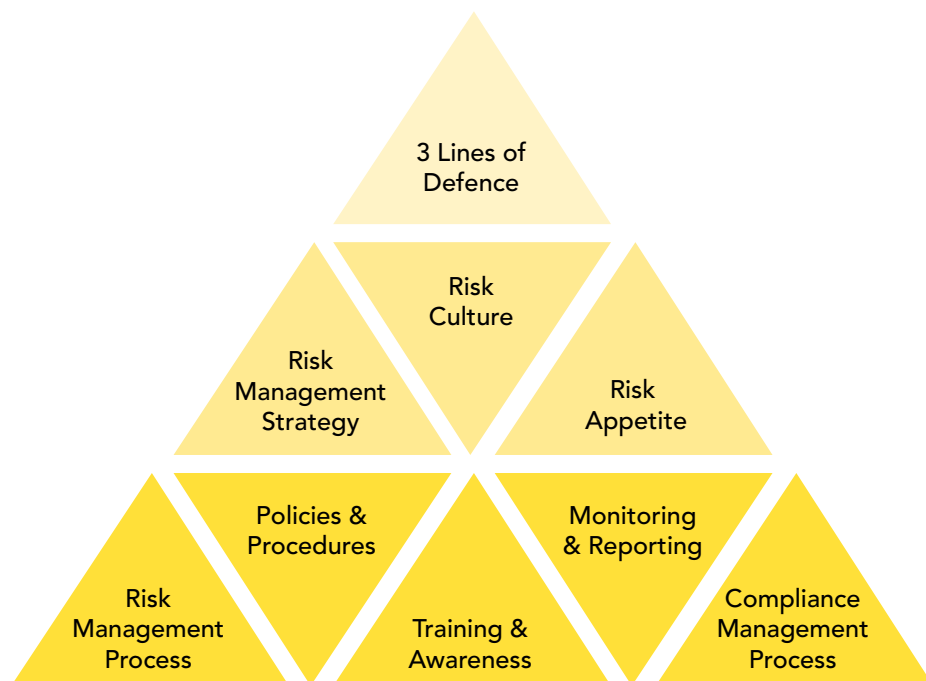 3 Lines of
Defence
Risk
Culture
Risk
Management
Strategy
Risk
Appetite
Policies &
Procedures
Monitoring
& Reporting
Risk
Management
Process
Training &
Awareness
Compliance
Management
Process